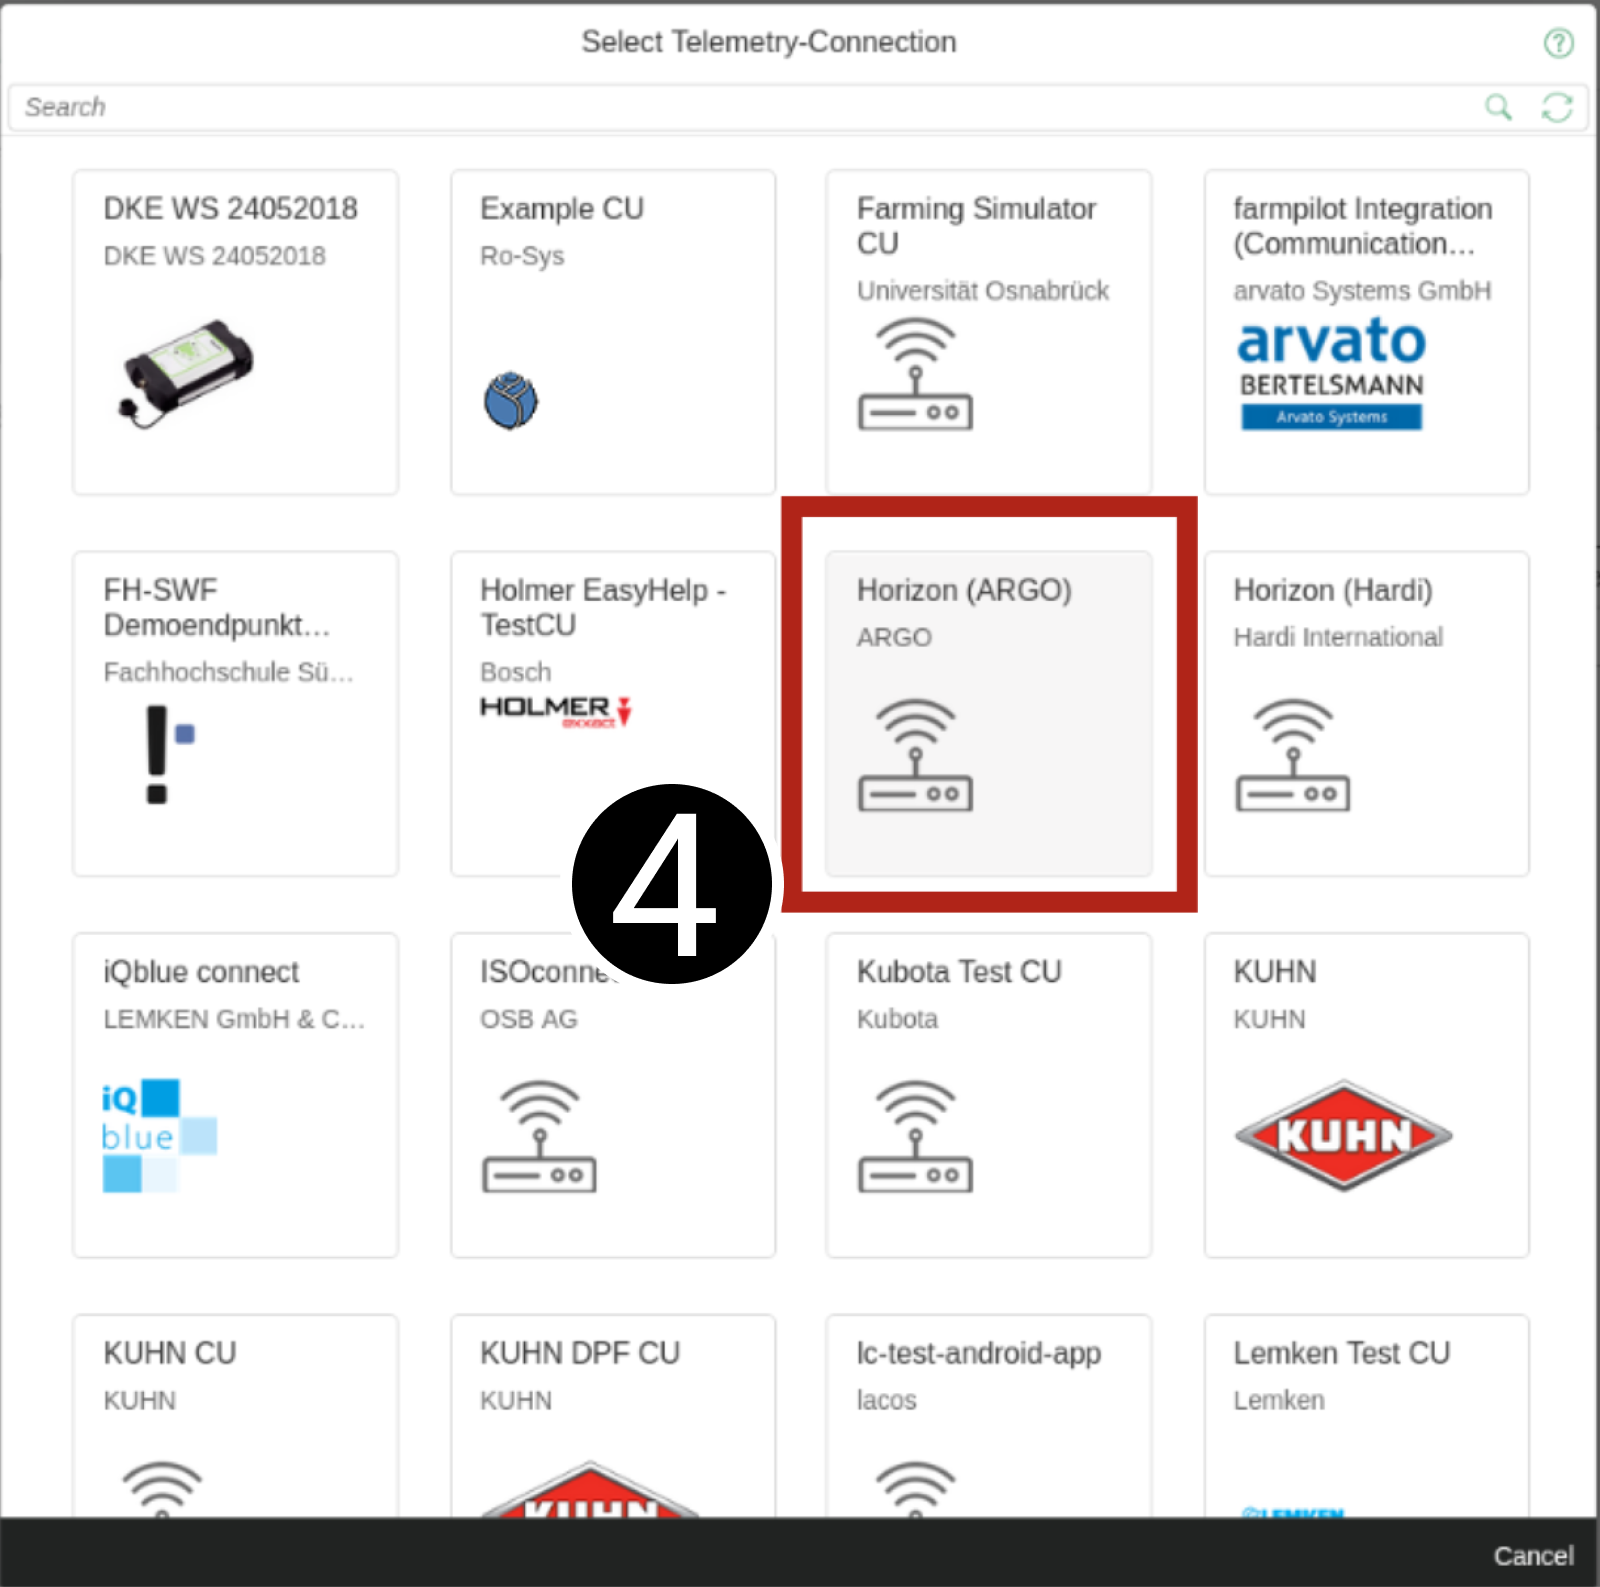 Select Telemetry-Connection
Search
DKE WS 24052018
DKE WS 24052018
Example CU
Ro-Sys
Farming Simulator
CU
Universität Osnabrück
farmpilot Integration
(Communication...
arvato Systems GmbH
arvato
BERTELSMANN
Arvato Systems
FH-SWF
Demoendpunkt...
Fachhochschule Sü...
Holmer EasyHelp -
TestCU
Bosch
HOLMER
exxact
Horizon (ARGO)
ARGO
Horizon (Hardi)
Hardi International
4
iQblue connect
LEMKEN GmbH & C...
iQ
blue
ISOconne
OSB AG
Kubota Test CU
Kubota
KUHN
KUHN
KUHN
KUHN CU
KUHN
KUHN DPF CU
KUHN
KUHN
lc-test-android-app
lacos
Lemken Test CU
Lemken
LEMKEN
Cancel